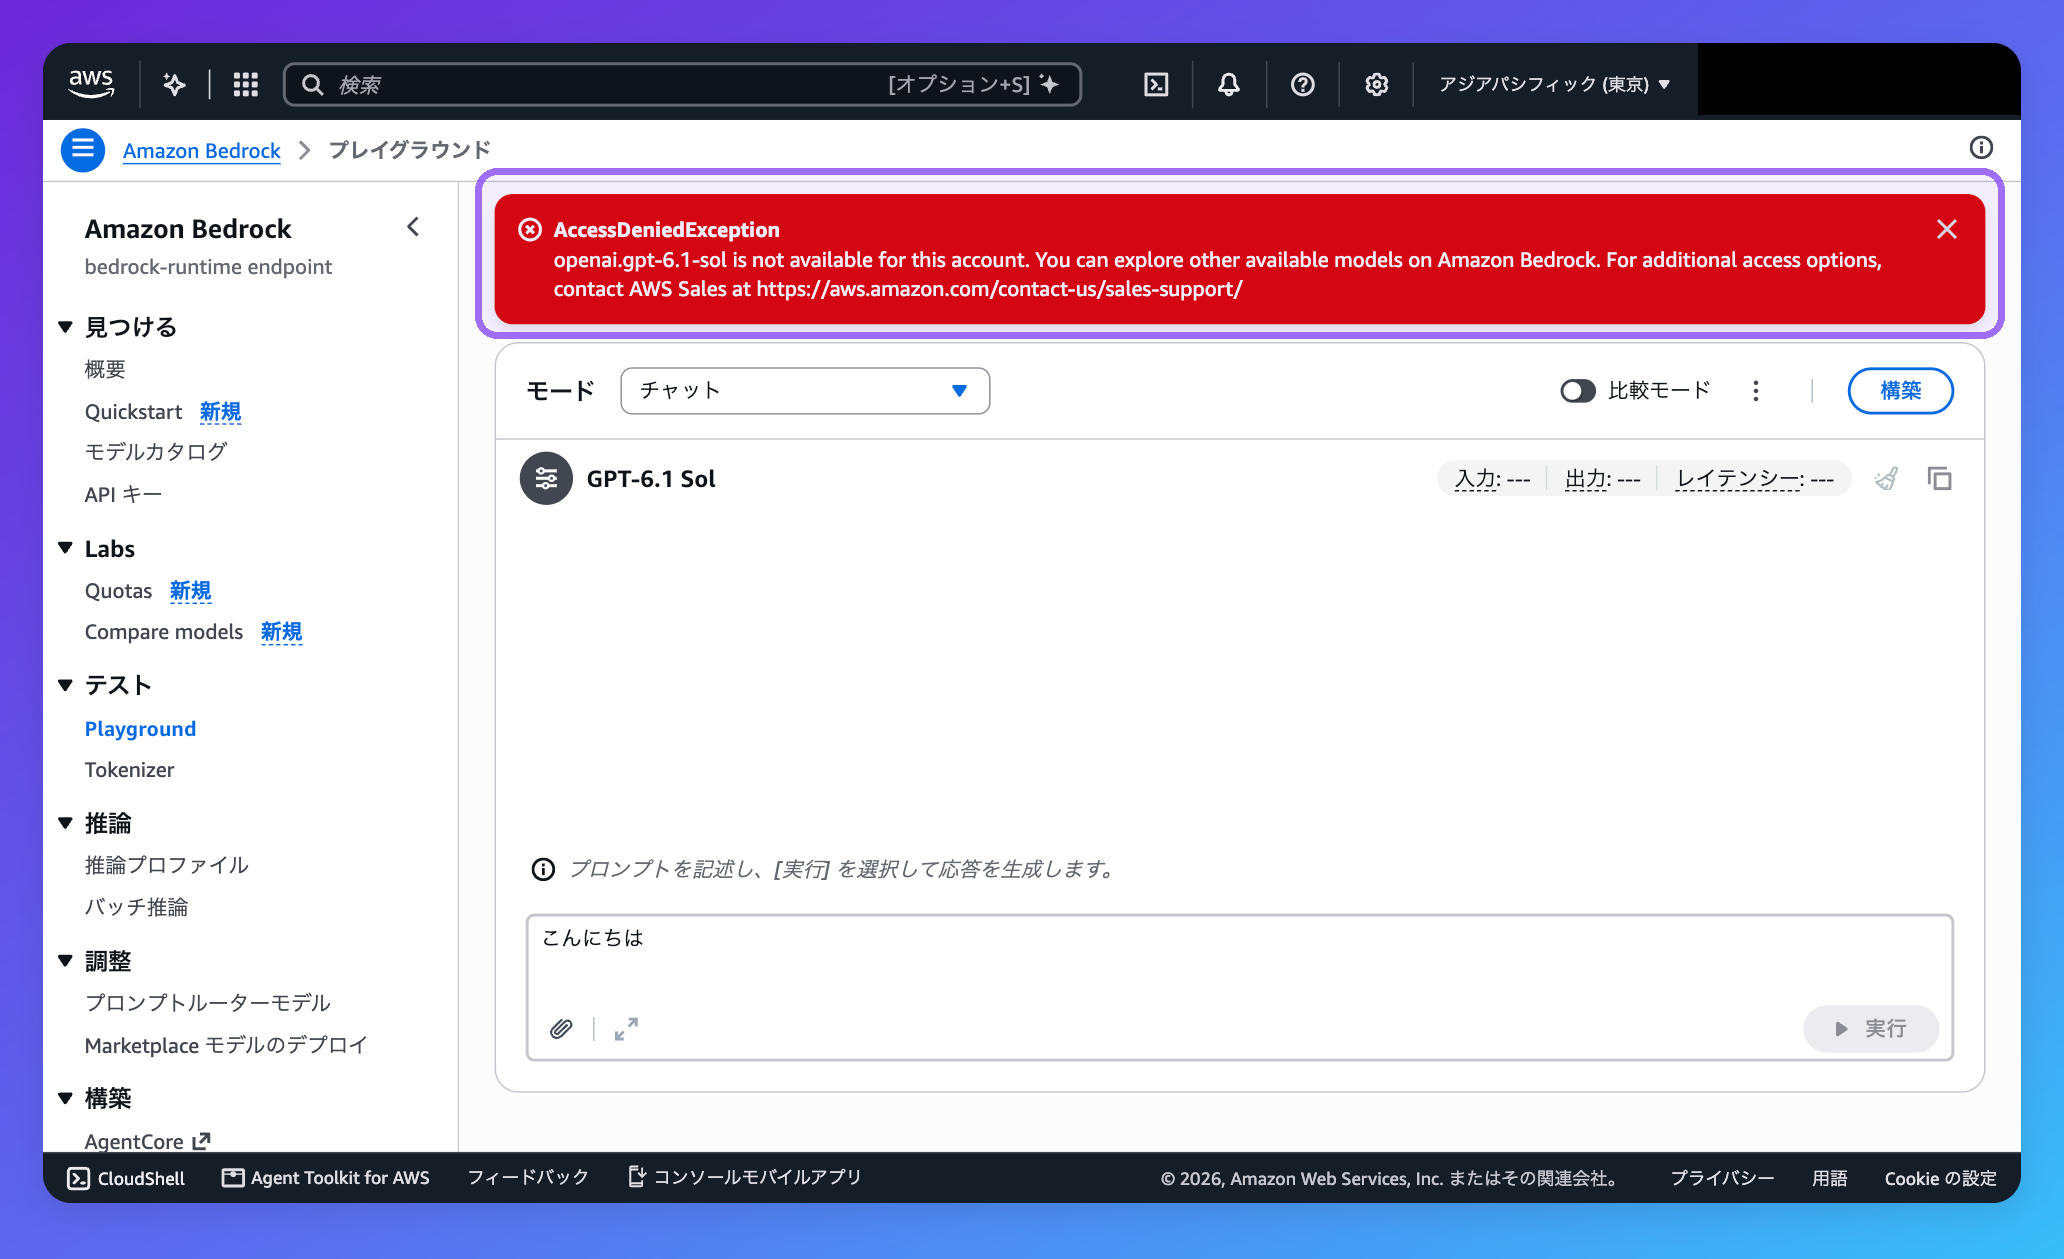 aws
検索
[オプション+S]
アジアパシフィック (東京)
Amazon Bedrock
プレイグラウンド
Amazon Bedrock
bedrock-runtime endpoint
見つける
概要
Quickstart 新規
モデルカタログ
API キー
Labs
Quotas 新規
Compare models 新規
テスト
Playground
Tokenizer
推論
推論プロファイル
バッチ推論
調整
プロンプトルーターモデル
Marketplace モデルのデプロイ
構築
AgentCore
AccessDeniedException
openai.gpt-6.1-sol is not available for this account. You can explore other available models on Amazon Bedrock. For additional access options,
contact AWS Sales at https://aws.amazon.com/contact-us/sales-support/
モード
チャット
比較モード
構築
GPT-6.1 Sol
入力: ---
出力: ---
レイテンシー: ---
プロンプトを記述し、[実行] を選択して応答を生成します。
こんにちは
実行
CloudShell
Agent Toolkit for AWS
フィードバック
コンソールモバイルアプリ
© 2026, Amazon Web Services, Inc. またはその関連会社。
プライバシー
用語
Cookie の設定